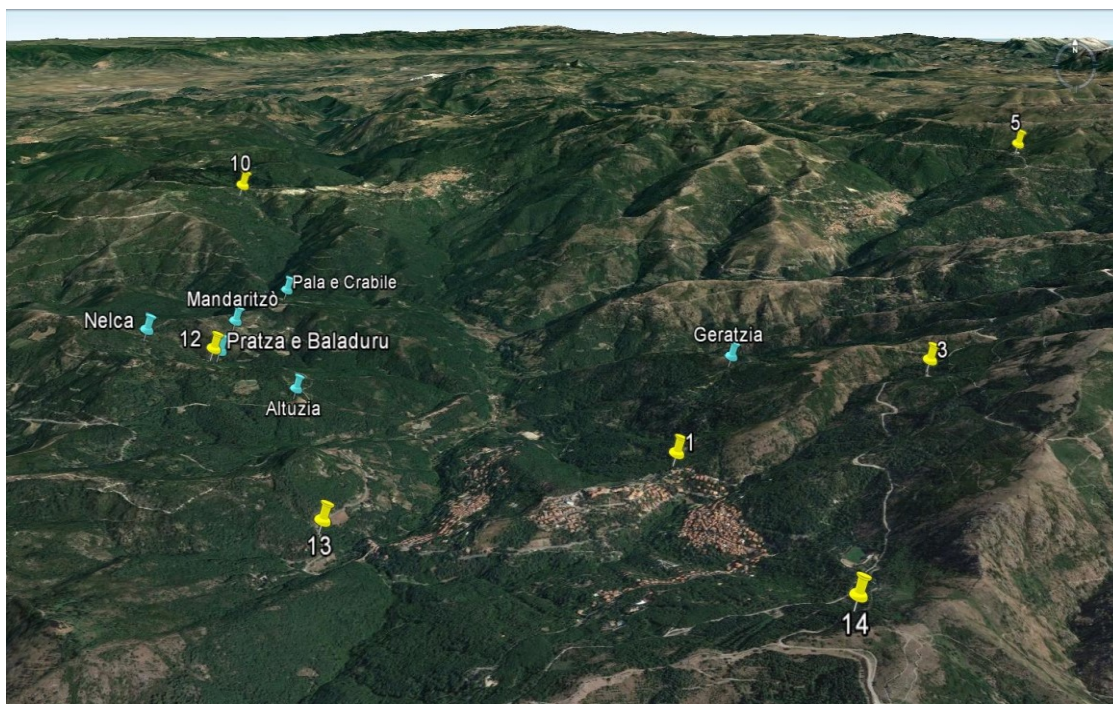 N
5
10
Pala e Crabile
Mandaritzò
Nelca
12
Pratza e Baladuru
Geratzia
3
Altuzia
1
13
14